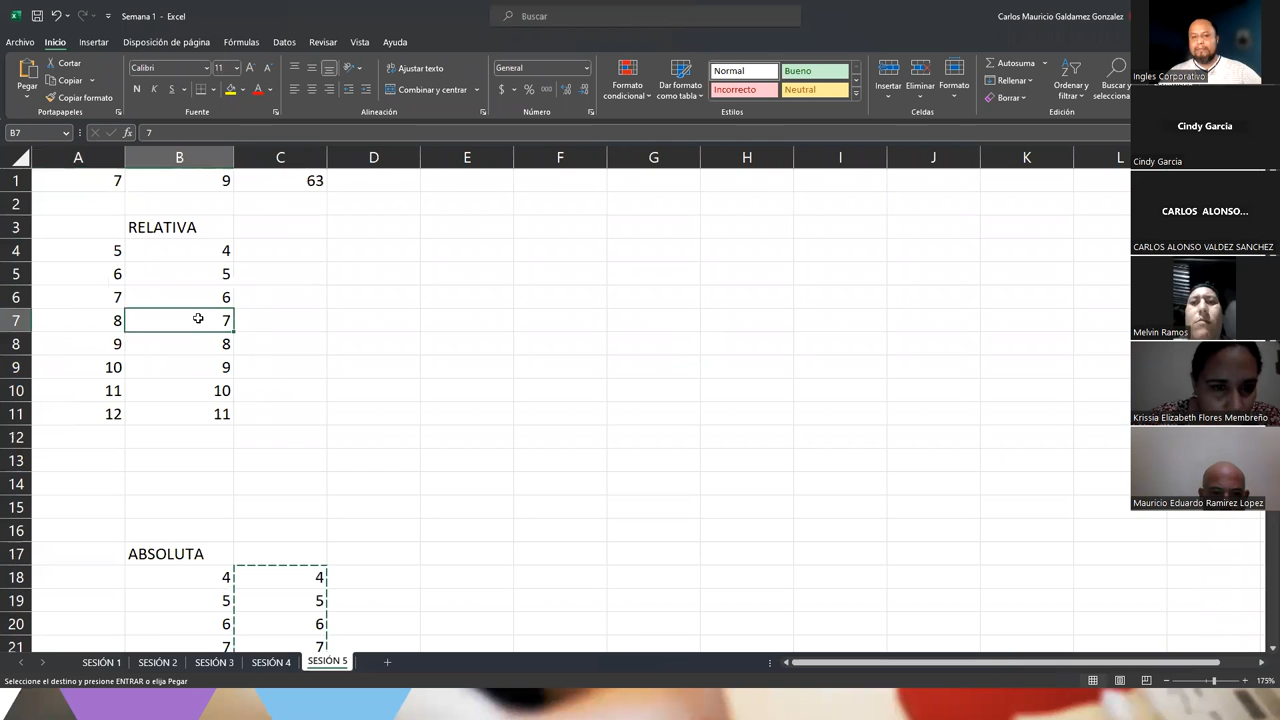 Semana 1 - Excel
Buscar
Carlos Mauricio Galdamez Gonzalez
Archivo Inicio Insertar Disposición de página Fórmulas Datos Revisar Vista Ayuda
Pegar
Cortar
Copiar
Copiar formato
Portapapeles
Calibri 11
N K S
Fuente
Ajustar texto
Combinar y centrar
Alineación
General
$ % 000
Número
Formato condicional
Dar formato como tabla
Normal Bueno
Incorrecto Neutral
Estilos
Insertar Eliminar Formato
Celdas
Autosuma
Rellenar
Borrar
Ordenar y filtrar
Buscar y selecciona
Edición
B7 fx 7
A B C D E F G H I J K L
1 7 9 63
2
3 RELATIVA
4 5 4
5 6 5
6 7 6
7 8 7
8 9 8
9 10 9
10 11 10
11 12 11
12
13
14
15
16
17 ABSOLUTA
18 4 4
19 5 5
20 6 6
21 7 7
SESIÓN 1 SESIÓN 2 SESIÓN 3 SESIÓN 4 SESIÓN 5
Seleccione el destino y presione ENTRAR o elija Pegar
175%
Ingles Corporativo
Cindy Garcia
Cindy Garcia
CARLOS ALONSO...
CARLOS ALONSO VALDEZ SANCHEZ
Melvin Ramos
Krissia Elizabeth Flores Membreño
Mauricio Eduardo Ramirez Lopez